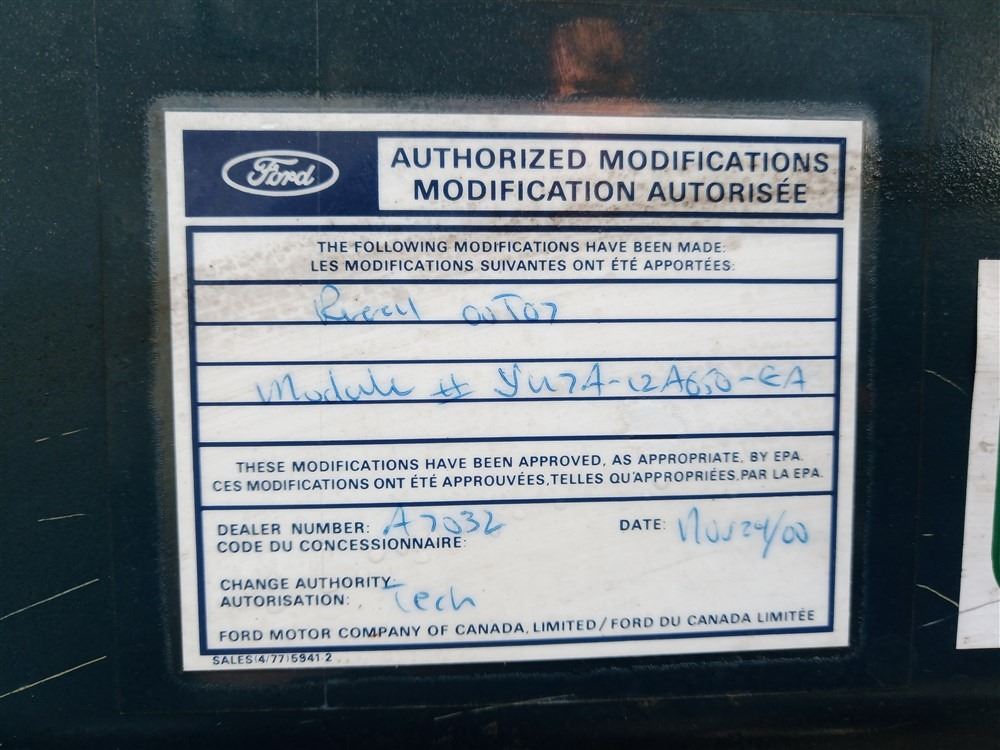 Ford
AUTHORIZED MODIFICATIONS
MODIFICATION AUTORISÉE
THE FOLLOWING MODIFICATIONS HAVE BEEN MADE:
LES MODIFICATIONS SUIVANTES ONT ÉTÉ APPORTÉES:
Recall 00T07
Module # YU7A-12A650-EA
THESE MODIFICATIONS HAVE BEEN APPROVED, AS APPROPRIATE, BY EPA.
CES MODIFICATIONS ONT ÉTÉ APPROUVÉES,TELLES QU'APPROPRIÉES,PAR LA EPA.
DEALER NUMBER: A7032 DATE: Nov 24/00
CODE DU CONCESSIONNAIRE:
CHANGE AUTHORITY:
AUTORISATION: Tech
FORD MOTOR COMPANY OF CANADA, LIMITED/FORD DU CANADA LIMITÉE
SALES(4/77)5941-2